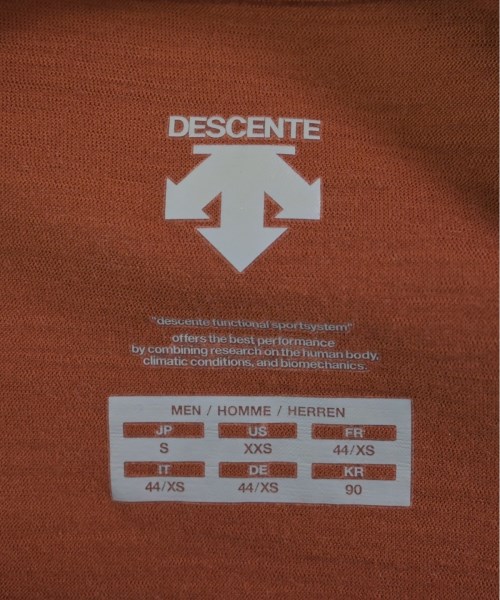 DESCENTE
"descente functional sportsystem"
offers the best performance
by combining research on the human body,
climatic conditions, and biomechanics.
MEN / HOMME / HERREN
JP US FR
S XXS 44/XS
IT DE KR
44/XS 44/XS 90